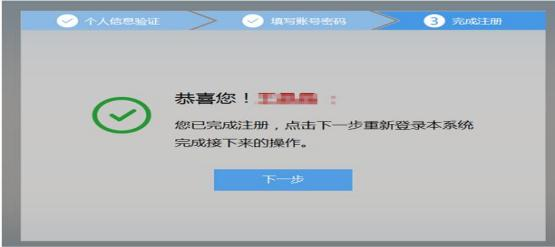 个人信息验证
填写账号密码
3 完成注册
恭喜您！
您已完成注册，点击下一步重新登录本系统
完成接下来的操作。
下一步